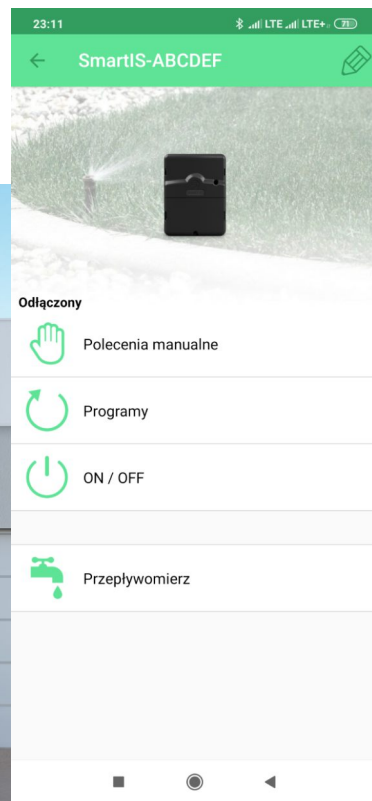 23:11
LTE LTE+ 71
SmartIS-ABCDEF
Odłączony
Polecenia manualne
Programy
ON / OFF
Przepływomierz